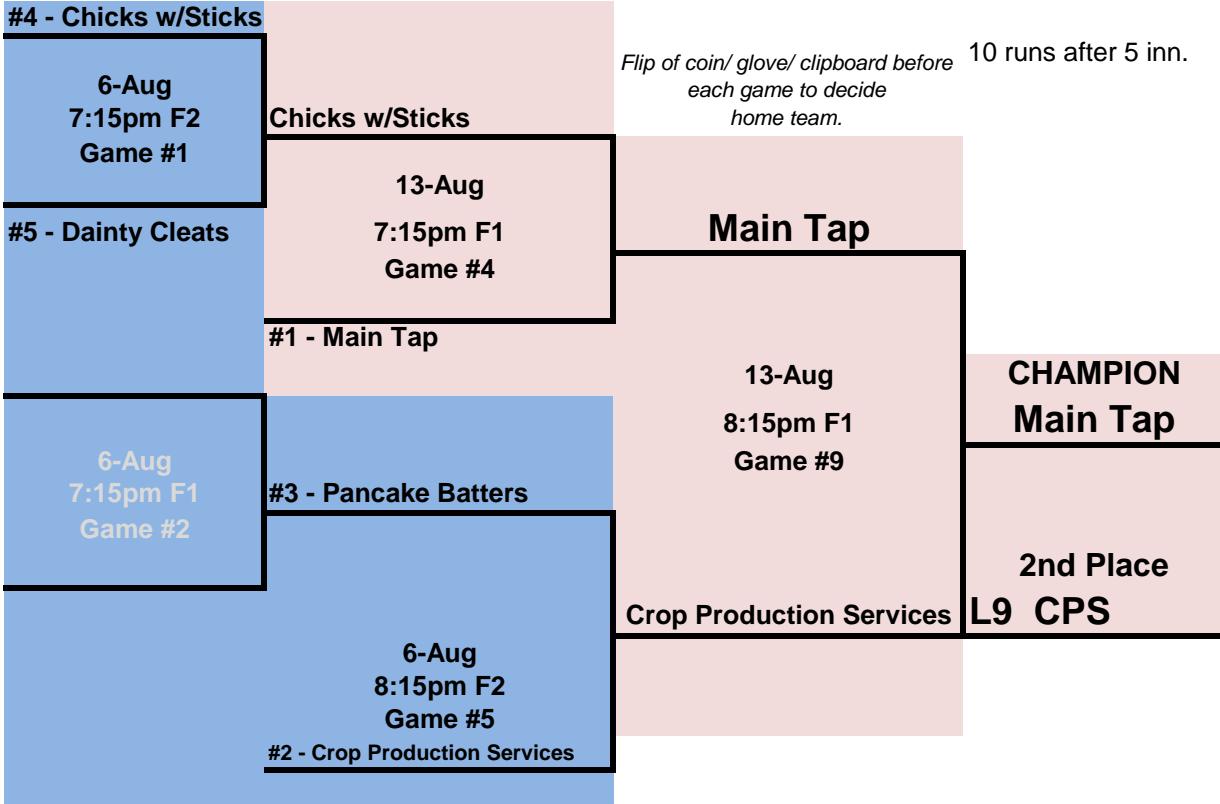 #4 - Chicks w/Sticks
6-Aug
7:15pm F2
Game #1
#5 - Dainty Cleats
Chicks w/Sticks
13-Aug
7:15pm F1
Game #4
#1 - Main Tap
Flip of coin/ glove/ clipboard before
each game to decide
home team.
10 runs after 5 inn.
Main Tap
6-Aug
7:15pm F1
Game #2
#3 - Pancake Batters
6-Aug
8:15pm F2
Game #5
#2 - Crop Production Services
13-Aug
8:15pm F1
Game #9
Crop Production Services
CHAMPION
Main Tap
2nd Place
L9 CPS